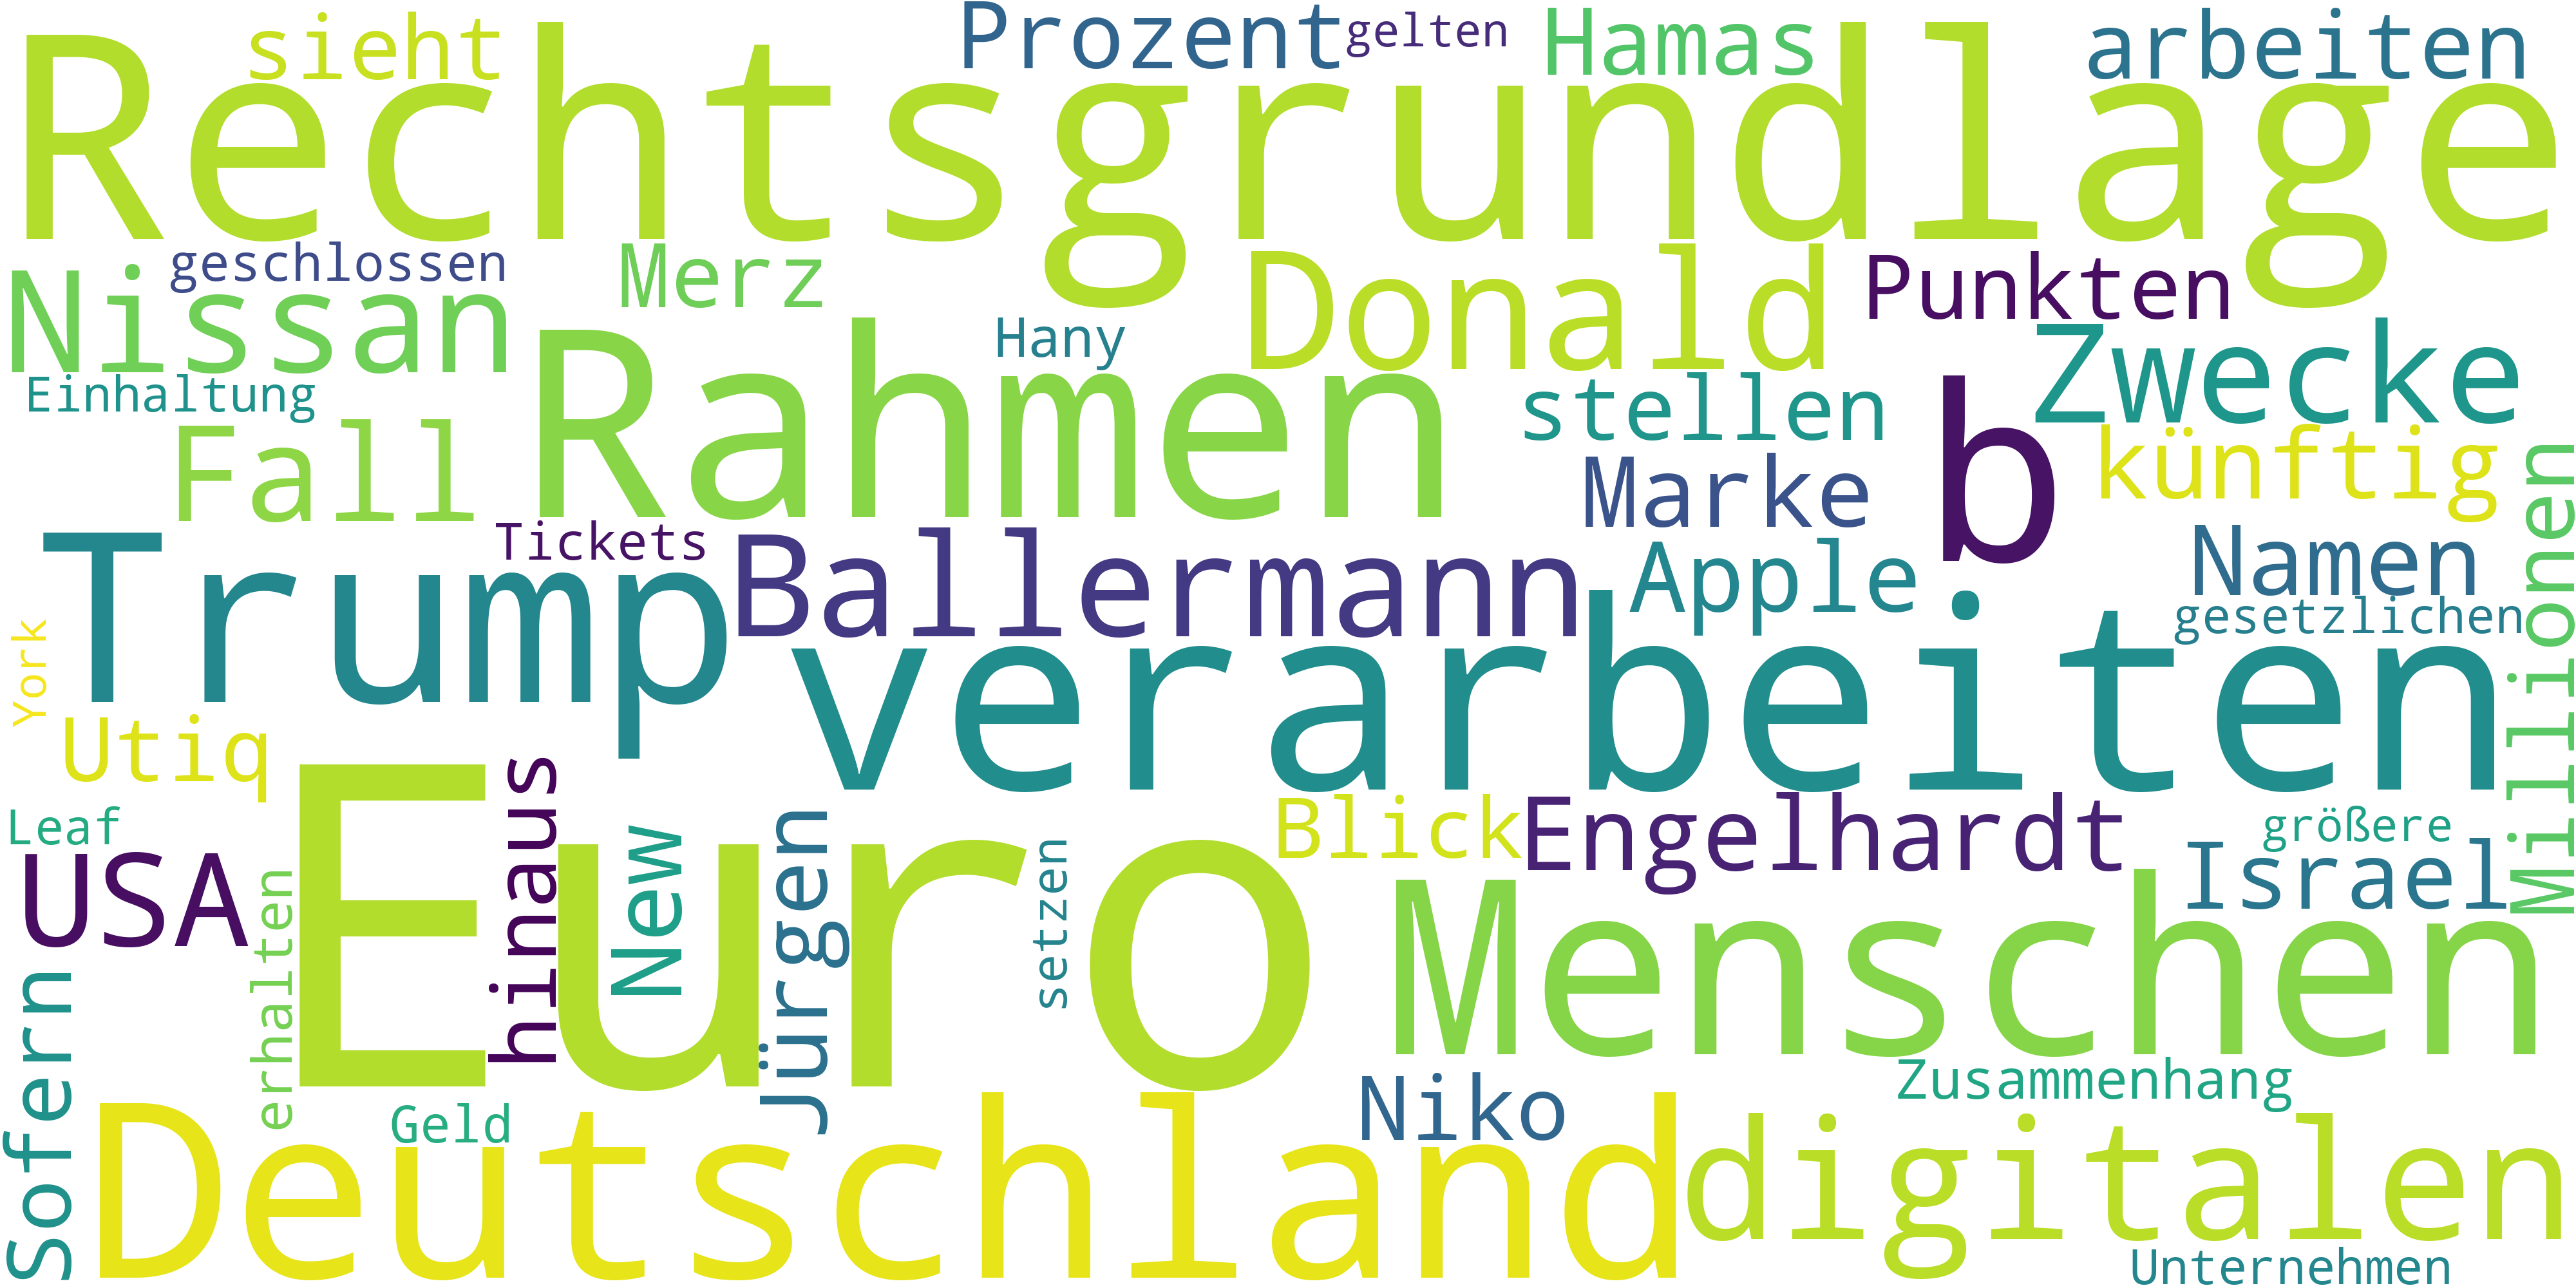 Rechtsgrundlage
sieht
Prozent
gelten
Hamas
arbeiten
geschlossen
Nissan
Merz
Donald
Punkten
Hany
Einhaltung
Fall
Rahmen
stellen
Zwecke
b
künftig
Marke
Millionen
Tickets
Trump
Ballermann
Apple
Namen
gesetzlichen
York
verarbeiten
Utiq
Leaf
USA
hinaus
New
Jürgen
Blick
Engelhardt
größere
Israel
erhalten
Euro
setzen
Menschen
Sofern
Geld
Niko
Zusammenhang
Deutschland
digitalen
Unternehmen